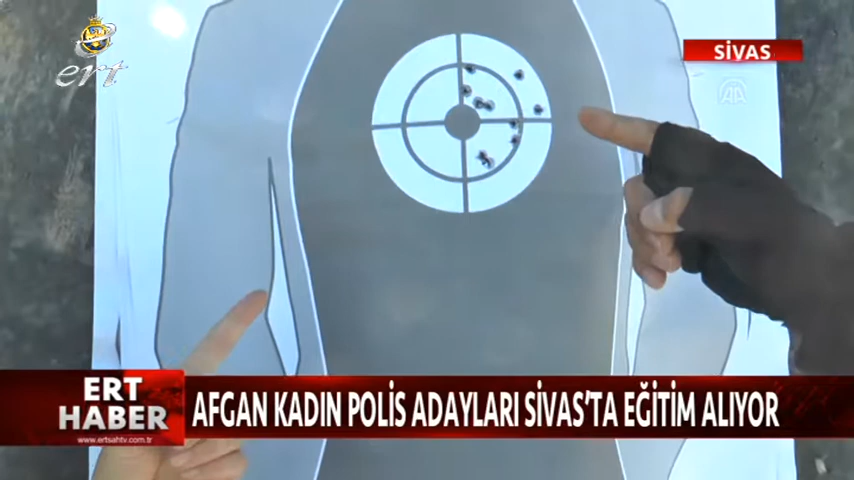 ert
SİVAS
AA
ERT
HABER
www.ertsahtv.com.tr
AFGAN KADIN POLİS ADAYLARI SİVAS'TA EĞİTİM ALIYOR